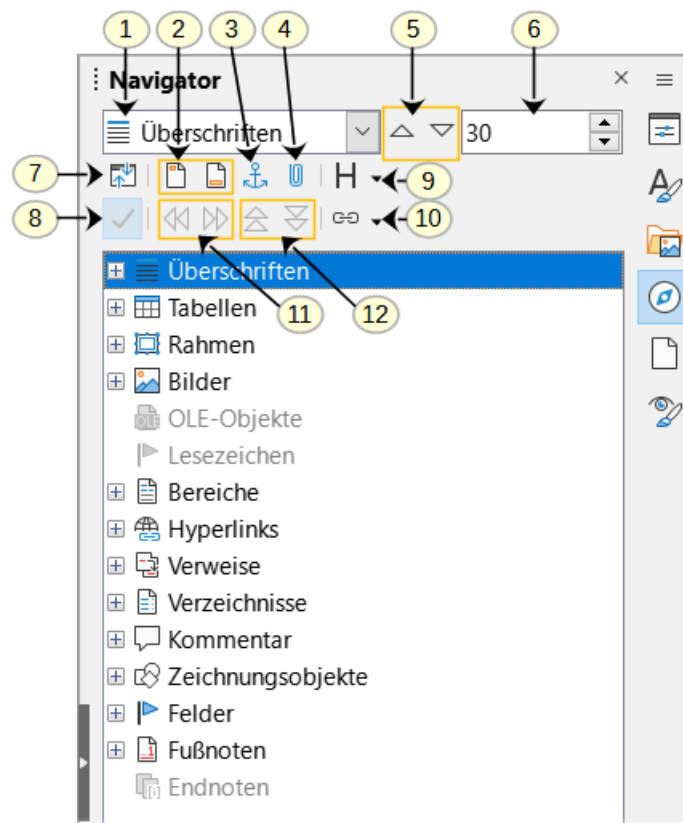 1 2 3 4 5 6
Navigator
Überschriften 30
7 H 9
8 10
Überschriften
11 12
Tabellen
Rahmen
Bilder
OLE-Objekte
Lesezeichen
Bereiche
Hyperlinks
Verweise
Verzeichnisse
Kommentar
Zeichnungsobjekte
Felder
Fußnoten
Endnoten